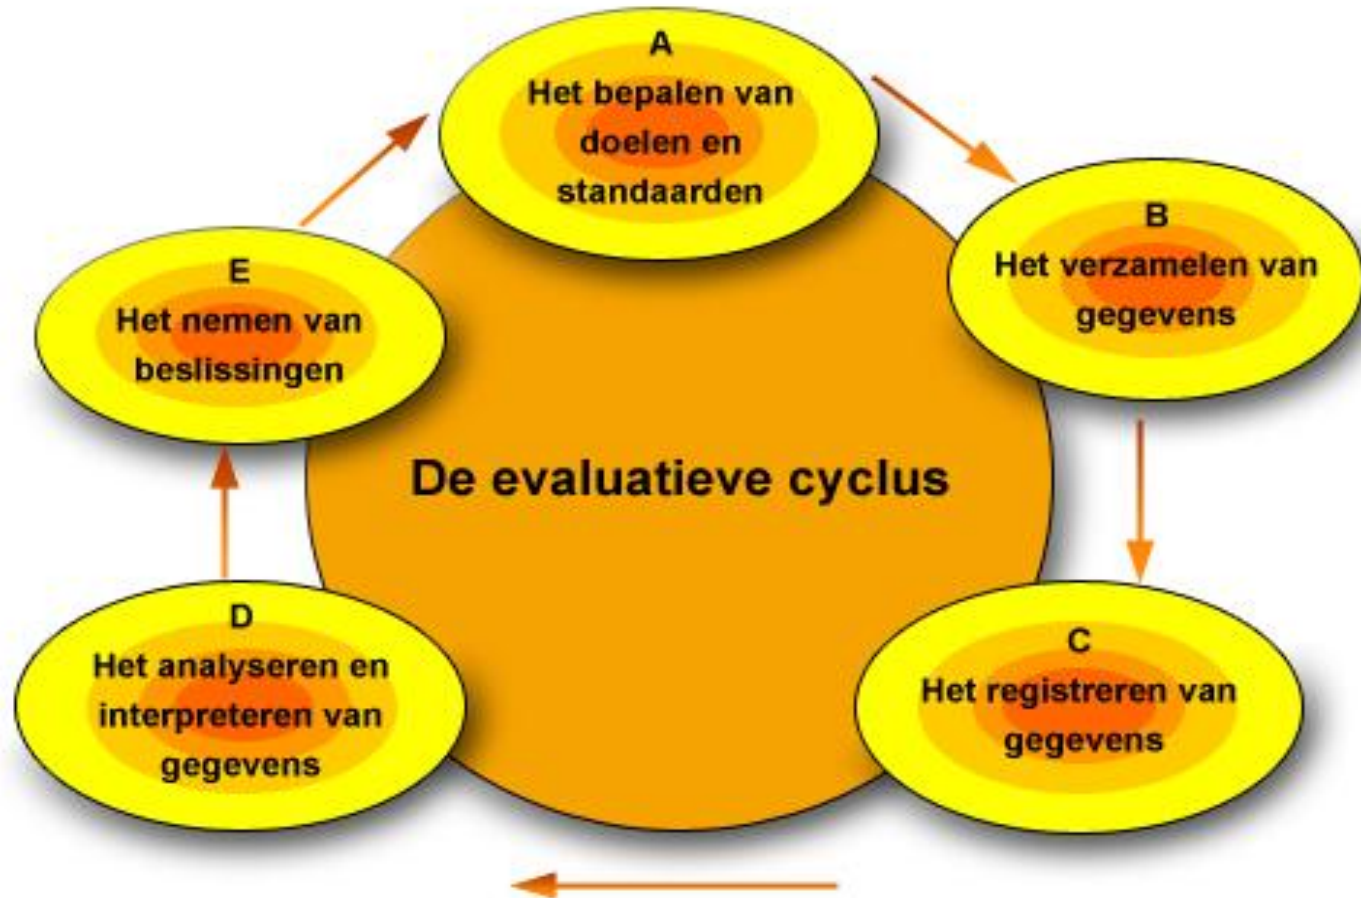 A
Het bepalen van
doelen en
standaarden
B
Het verzamelen van
gegevens
C
Het registreren van
gegevens
D
Het analyseren en
interpreteren van
gegevens
E
Het nemen van
beslissingen
De evaluatieve cyclus